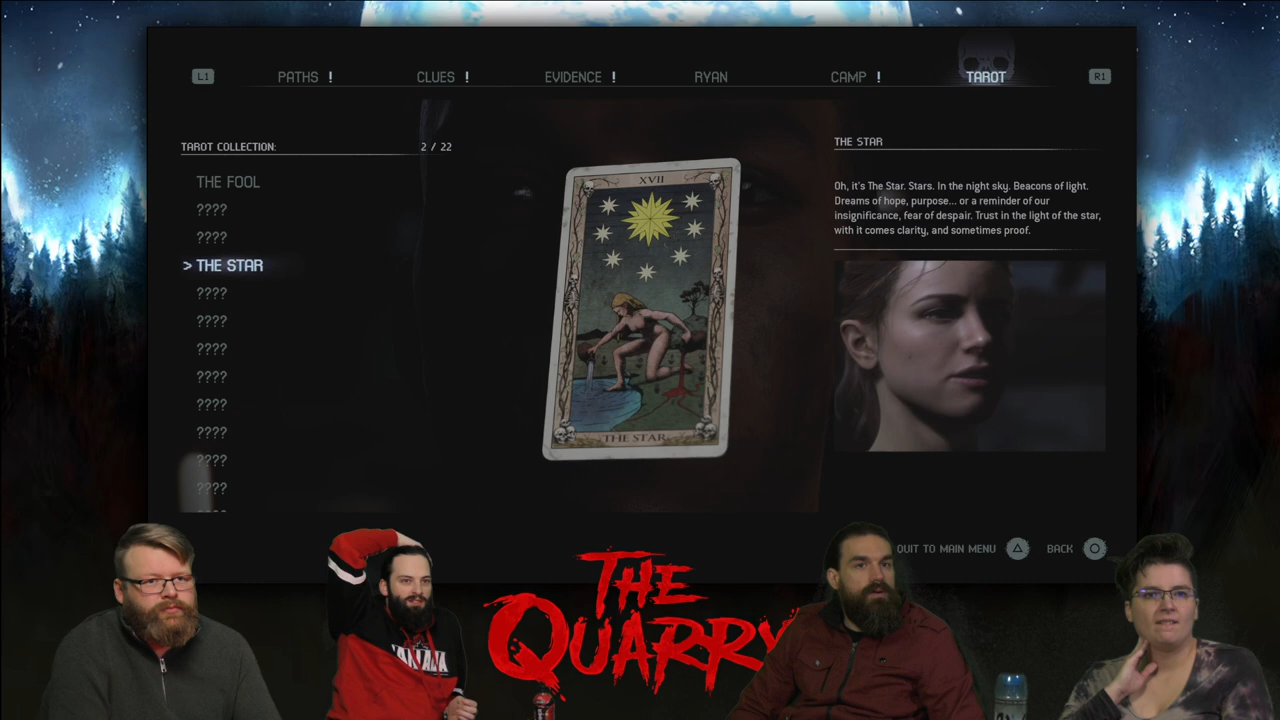 L1
PATHS !
CLUES !
EVIDENCE !
RYAN
CAMP !
TAROT
R1
TAROT COLLECTION:
2 / 22
THE FOOL
????
????
> THE STAR
????
????
????
????
????
????
????
????
XVII
THE STAR
THE STAR
Oh, it's The Star. Stars. In the night sky. Beacons of light.
Dreams of hope, purpose... or a reminder of our
insignificance, fear of despair. Trust in the light of the star,
with it comes clarity, and sometimes proof.
QUIT TO MAIN MENU
BACK
THE
QUARRY